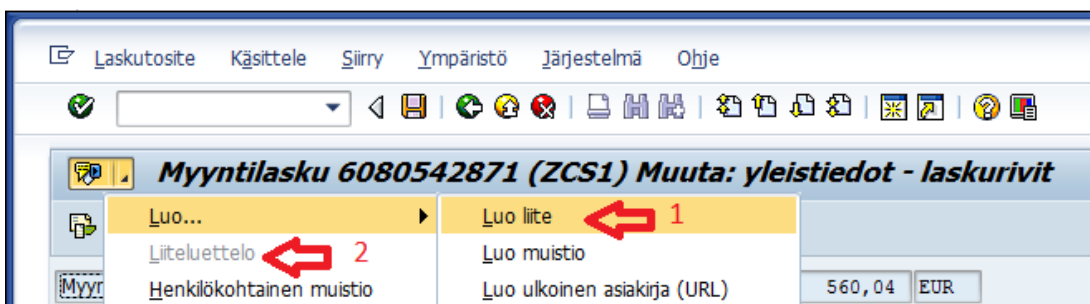 Laskutosite Käsittele Siirry Ympäristö Järjestelmä Ohje
Myyntilasku 6080542871 (ZCS1) Muuta: yleistiedot - laskurivit
Luo... Luo liite 1
Liiteluettelo 2 Luo muistio
Myyr Henkilökohtainen muistio Luo ulkoinen asiakirja (URL) 560,04 EUR